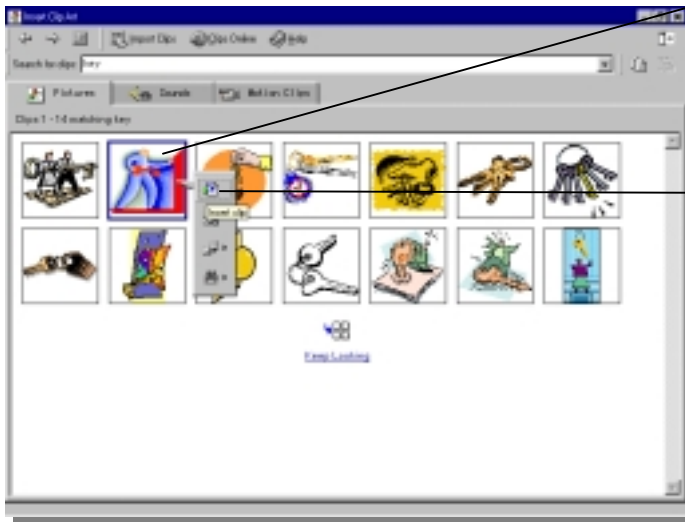 Insert Clip Art
Import Clips Clips Online Help
Search for clips: key
Pictures Sounds Motion Clips
Clips 1 - 14 matching key
Insert clip
Keep Looking